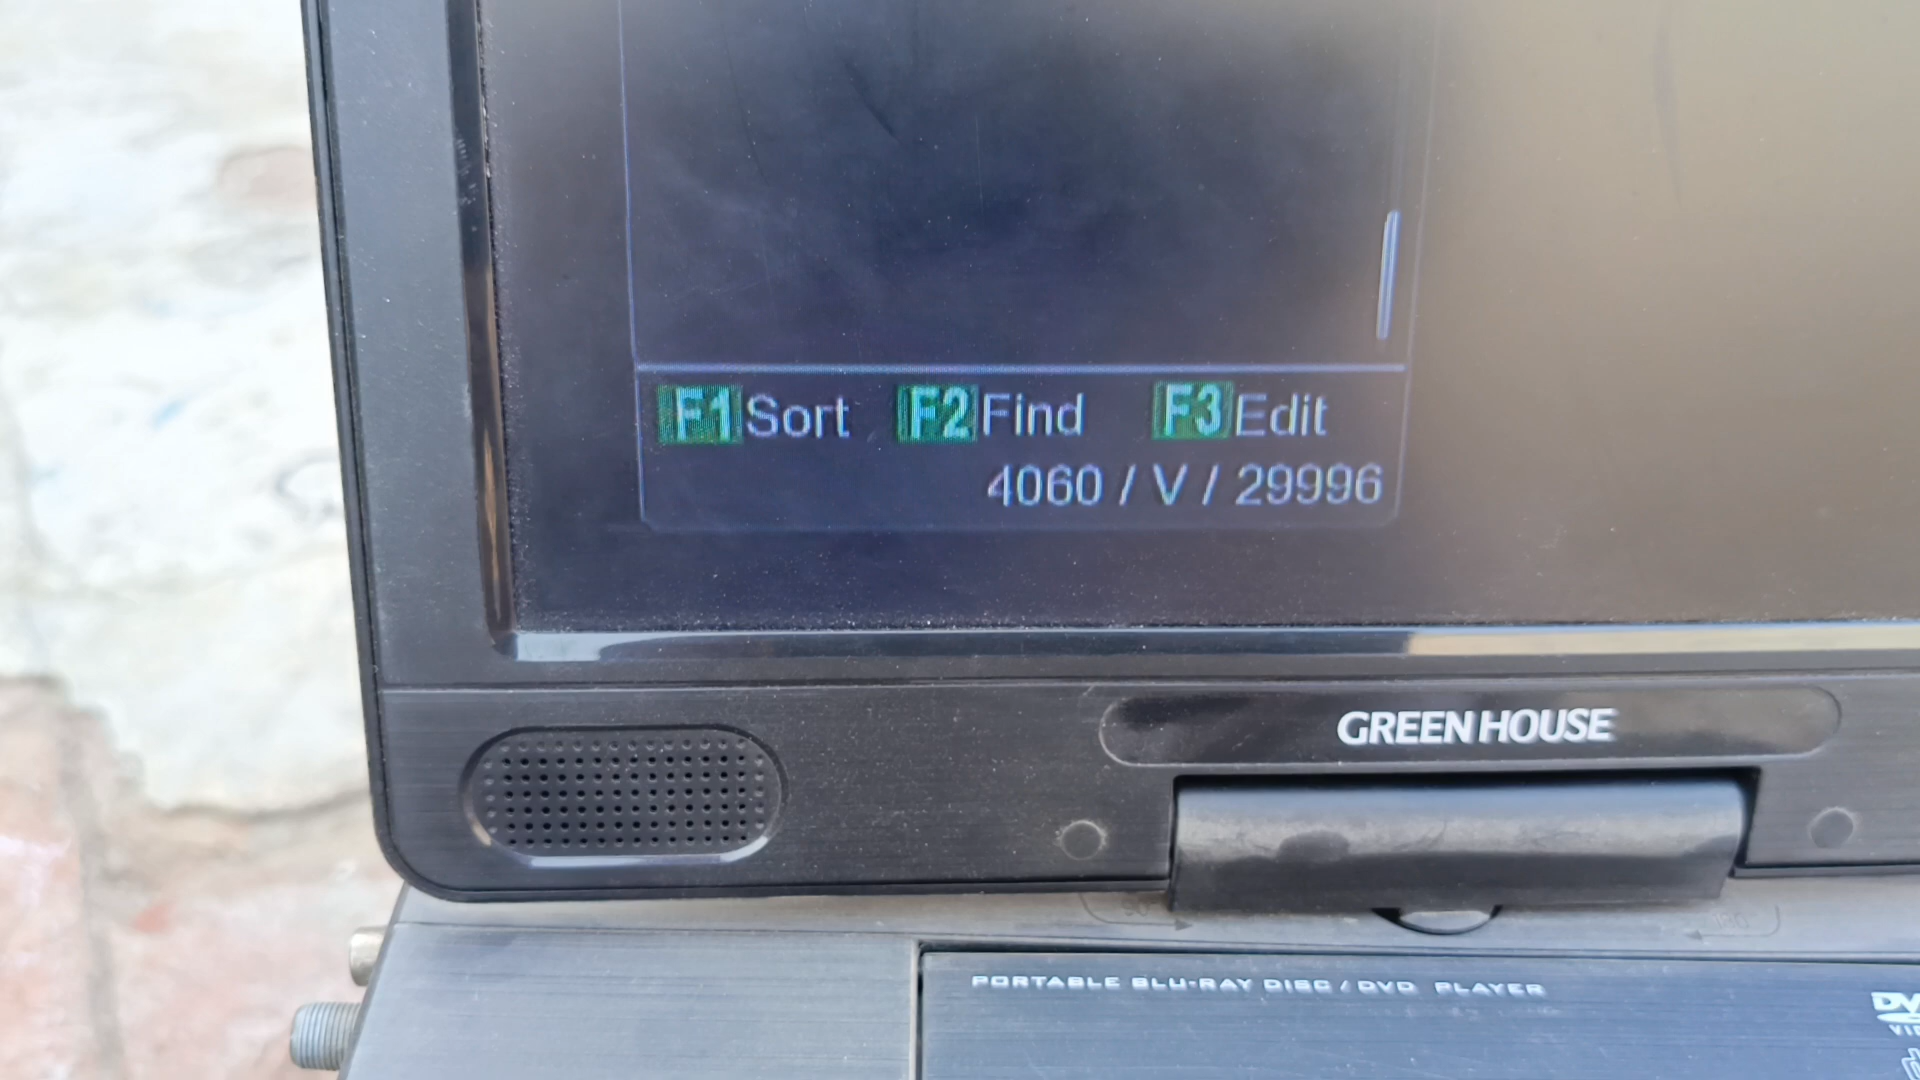 F1 Sort F2 Find F3 Edit
4060 / V / 29996
GREEN HOUSE
PORTABLE BLU-RAY DISC / DVD PLAYER